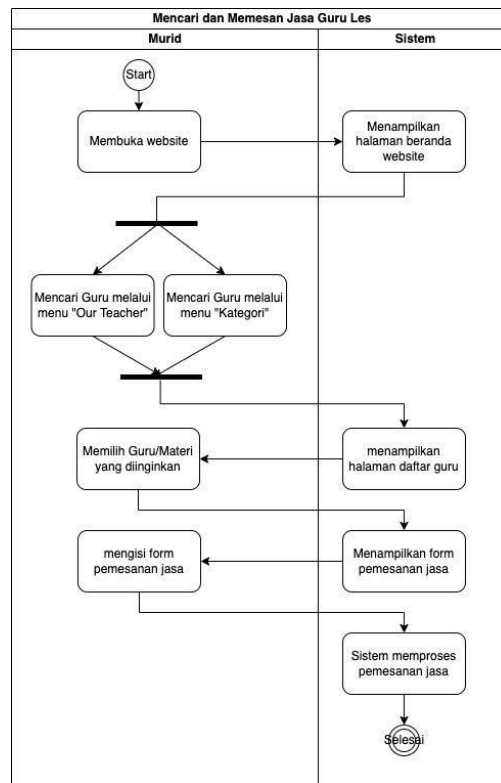 Mencari dan Memesan Jasa Guru Les
Murid
Sistem
Start
Membuka website
Menampilkan
halaman beranda
website
Mencari Guru melalui
menu "Our Teacher"
Mencari Guru melalui
menu "Kategori"
Memilih Guru/Materi
yang diinginkan
menampilkan
halaman daftar guru
mengisi form
pemesanan jasa
Menampilkan form
pemesanan jasa
Sistem memproses
pemesanan jasa
Selesai